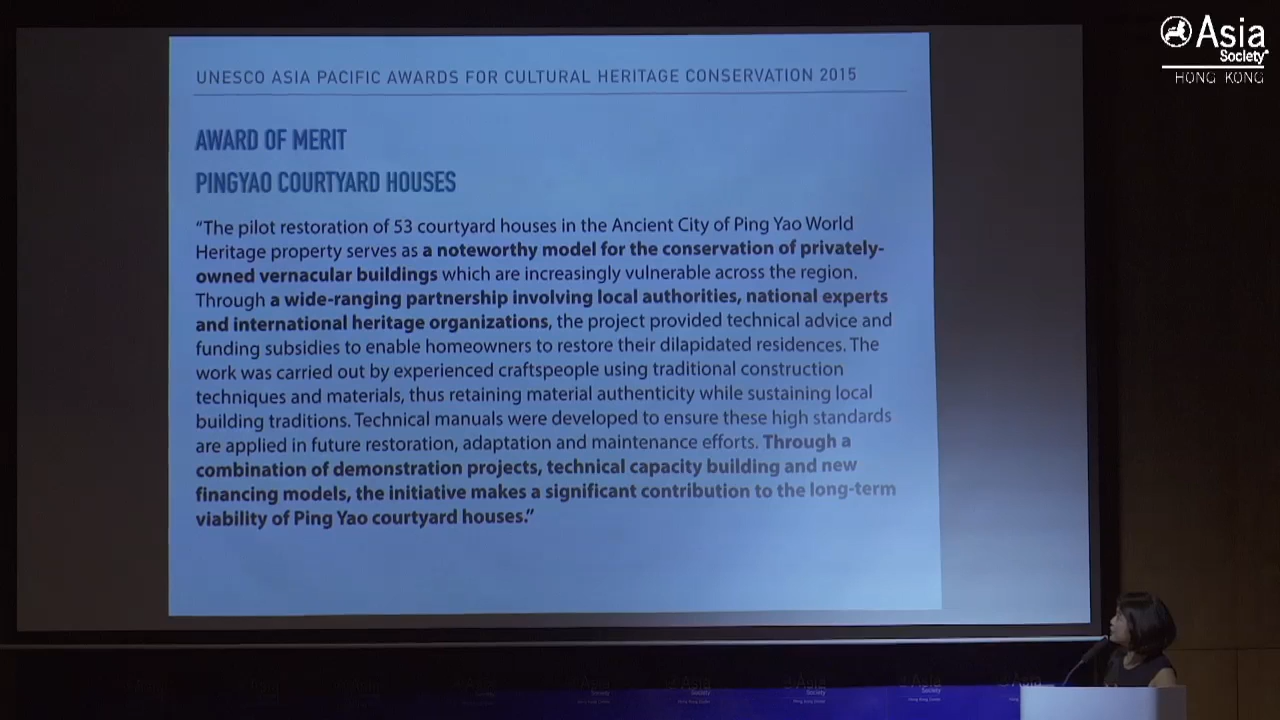 Asia
Society
HONG KONG
UNESCO ASIA PACIFIC AWARDS FOR CULTURAL HERITAGE CONSERVATION 2015
AWARD OF MERIT
PINGYAO COURTYARD HOUSES
“The pilot restoration of 53 courtyard houses in the Ancient City of Ping Yao World
Heritage property serves as a noteworthy model for the conservation of privately-
owned vernacular buildings which are increasingly vulnerable across the region.
Through a wide-ranging partnership involving local authorities, national experts
and international heritage organizations, the project provided technical advice and
funding subsidies to enable homeowners to restore their dilapidated residences. The
work was carried out by experienced craftspeople using traditional construction
techniques and materials, thus retaining material authenticity while sustaining local
building traditions. Technical manuals were developed to ensure these high standards
are applied in future restoration, adaptation and maintenance efforts. Through a
combination of demonstration projects, technical capacity building and new
financing models, the initiative makes a significant contribution to the long-term
viability of Ping Yao courtyard houses.”